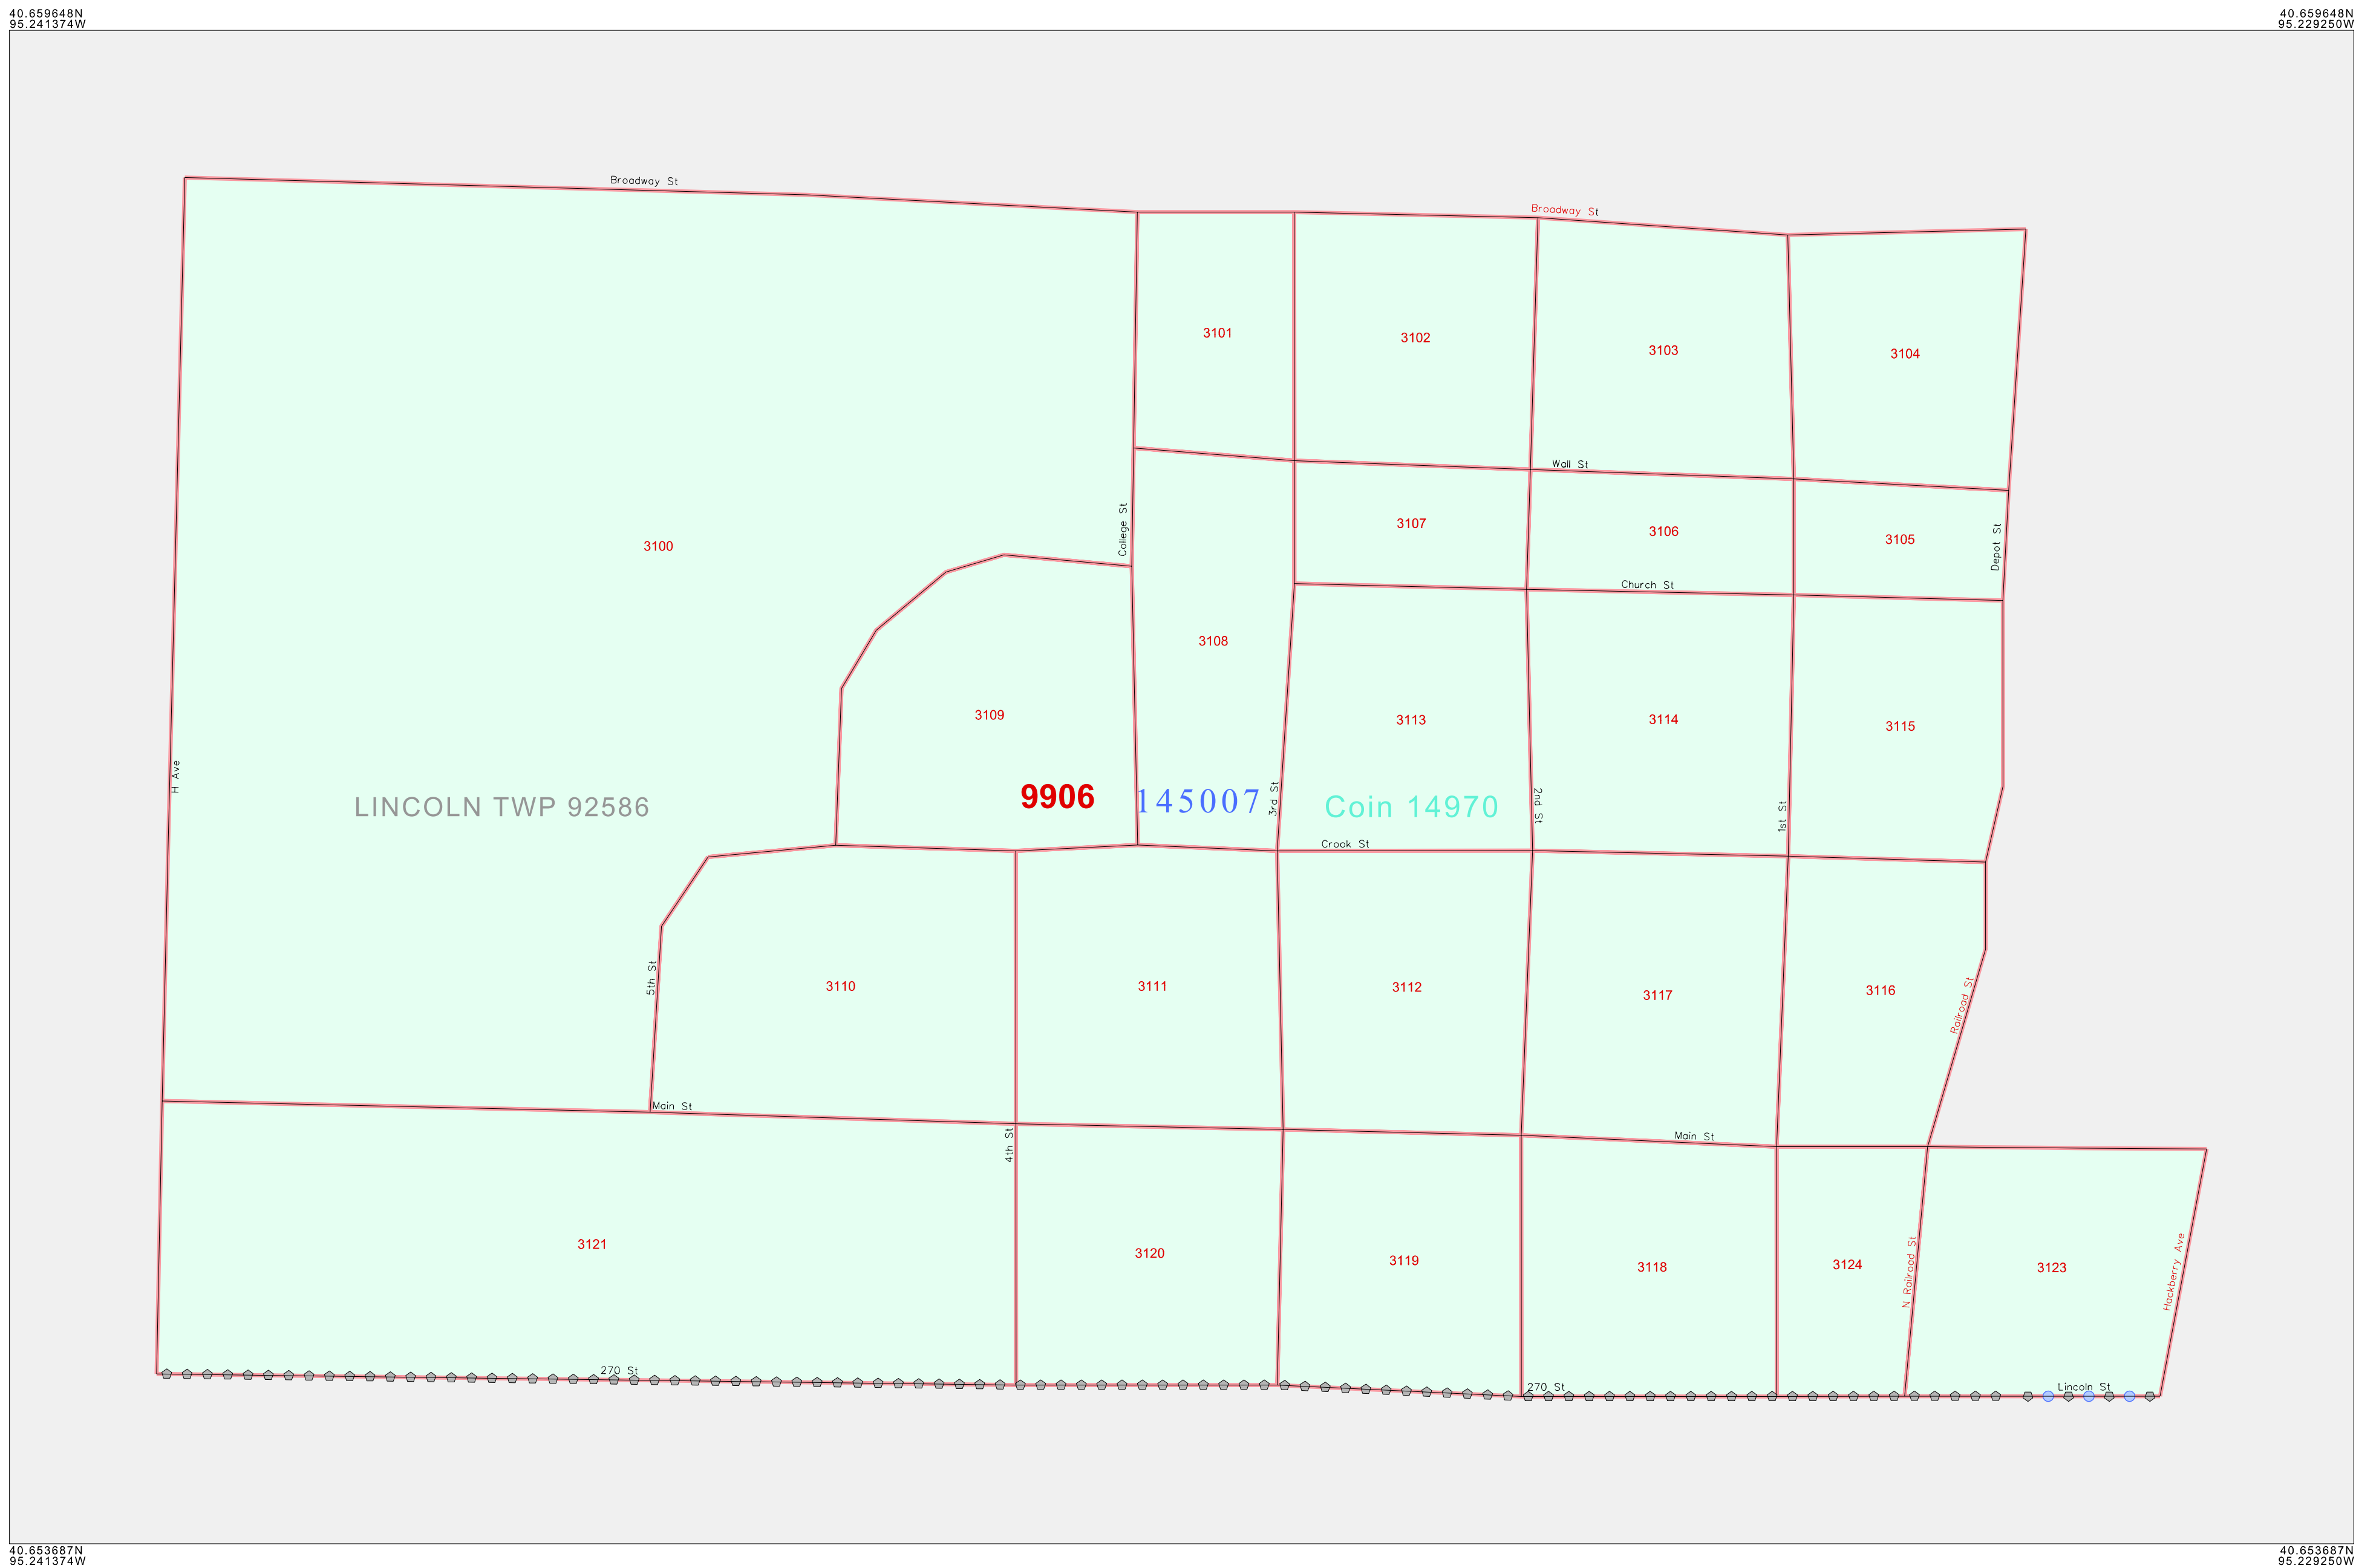 40.659648N
95.241374W
40.659648N
95.229250W
Broadway St
Broadway St
3101
3102
3103
3104
Wall St
College St
3107
3106
3105
Depot St
3100
Church St
3108
3109
3113
3114
3115
H Ave
LINCOLN TWP 92586
9906
145007
3rd St
Coin 14970
2nd St
1st St
Crook St
5th St
3110
3111
3112
3117
3116
Railroad St
Main St
4th St
Main St
3121
3120
3119
3118
3124
N Railroad St
3123
Hackberry Ave
270 St
270 St
Lincoln St
40.653687N
95.241374W
40.653687N
95.229250W